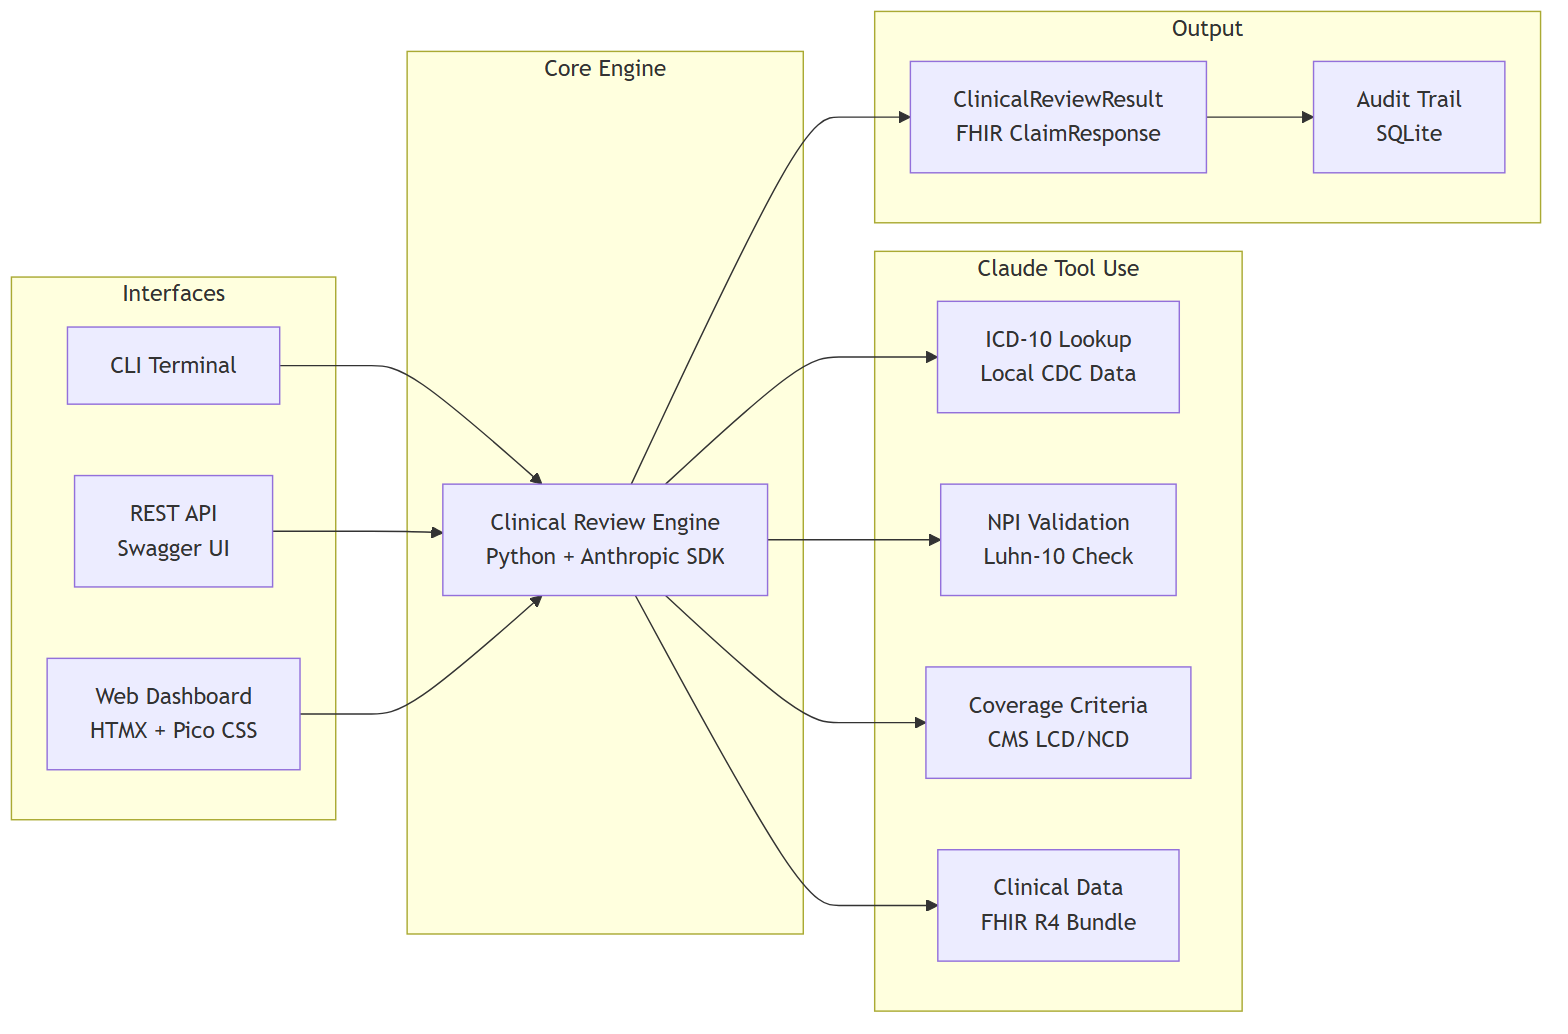 Interfaces
CLI Terminal
REST API
Swagger UI
Web Dashboard
HTMX + Pico CSS
Core Engine
Clinical Review Engine
Python + Anthropic SDK
Output
ClinicalReviewResult
FHIR ClaimResponse
Audit Trail
SQLite
Claude Tool Use
ICD-10 Lookup
Local CDC Data
NPI Validation
Luhn-10 Check
Coverage Criteria
CMS LCD/NCD
Clinical Data
FHIR R4 Bundle